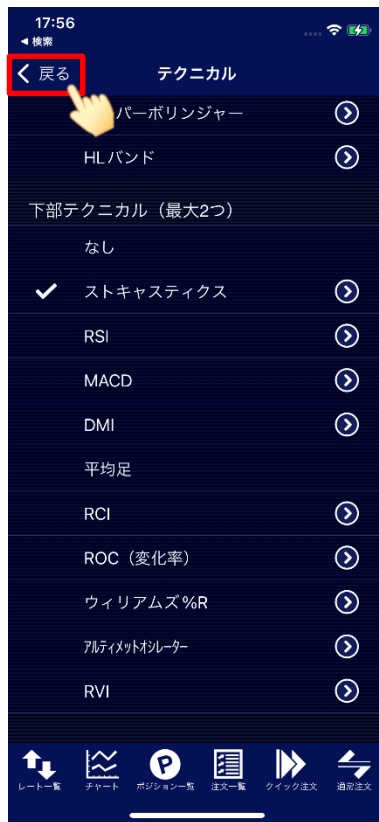 17:56
◀ 検索
戻る
テクニカル
パーボリンジャー
HLバンド
下部テクニカル（最大2つ）
なし
ストキャスティクス
RSI
MACD
DMI
平均足
RCI
ROC（変化率）
ウィリアムズ%R
ｱﾙﾃｨﾒｯﾄｵｼﾚｰﾀｰ
RVI
レート一覧 チャート ポジション一覧 注文一覧 クイック注文 通常注文